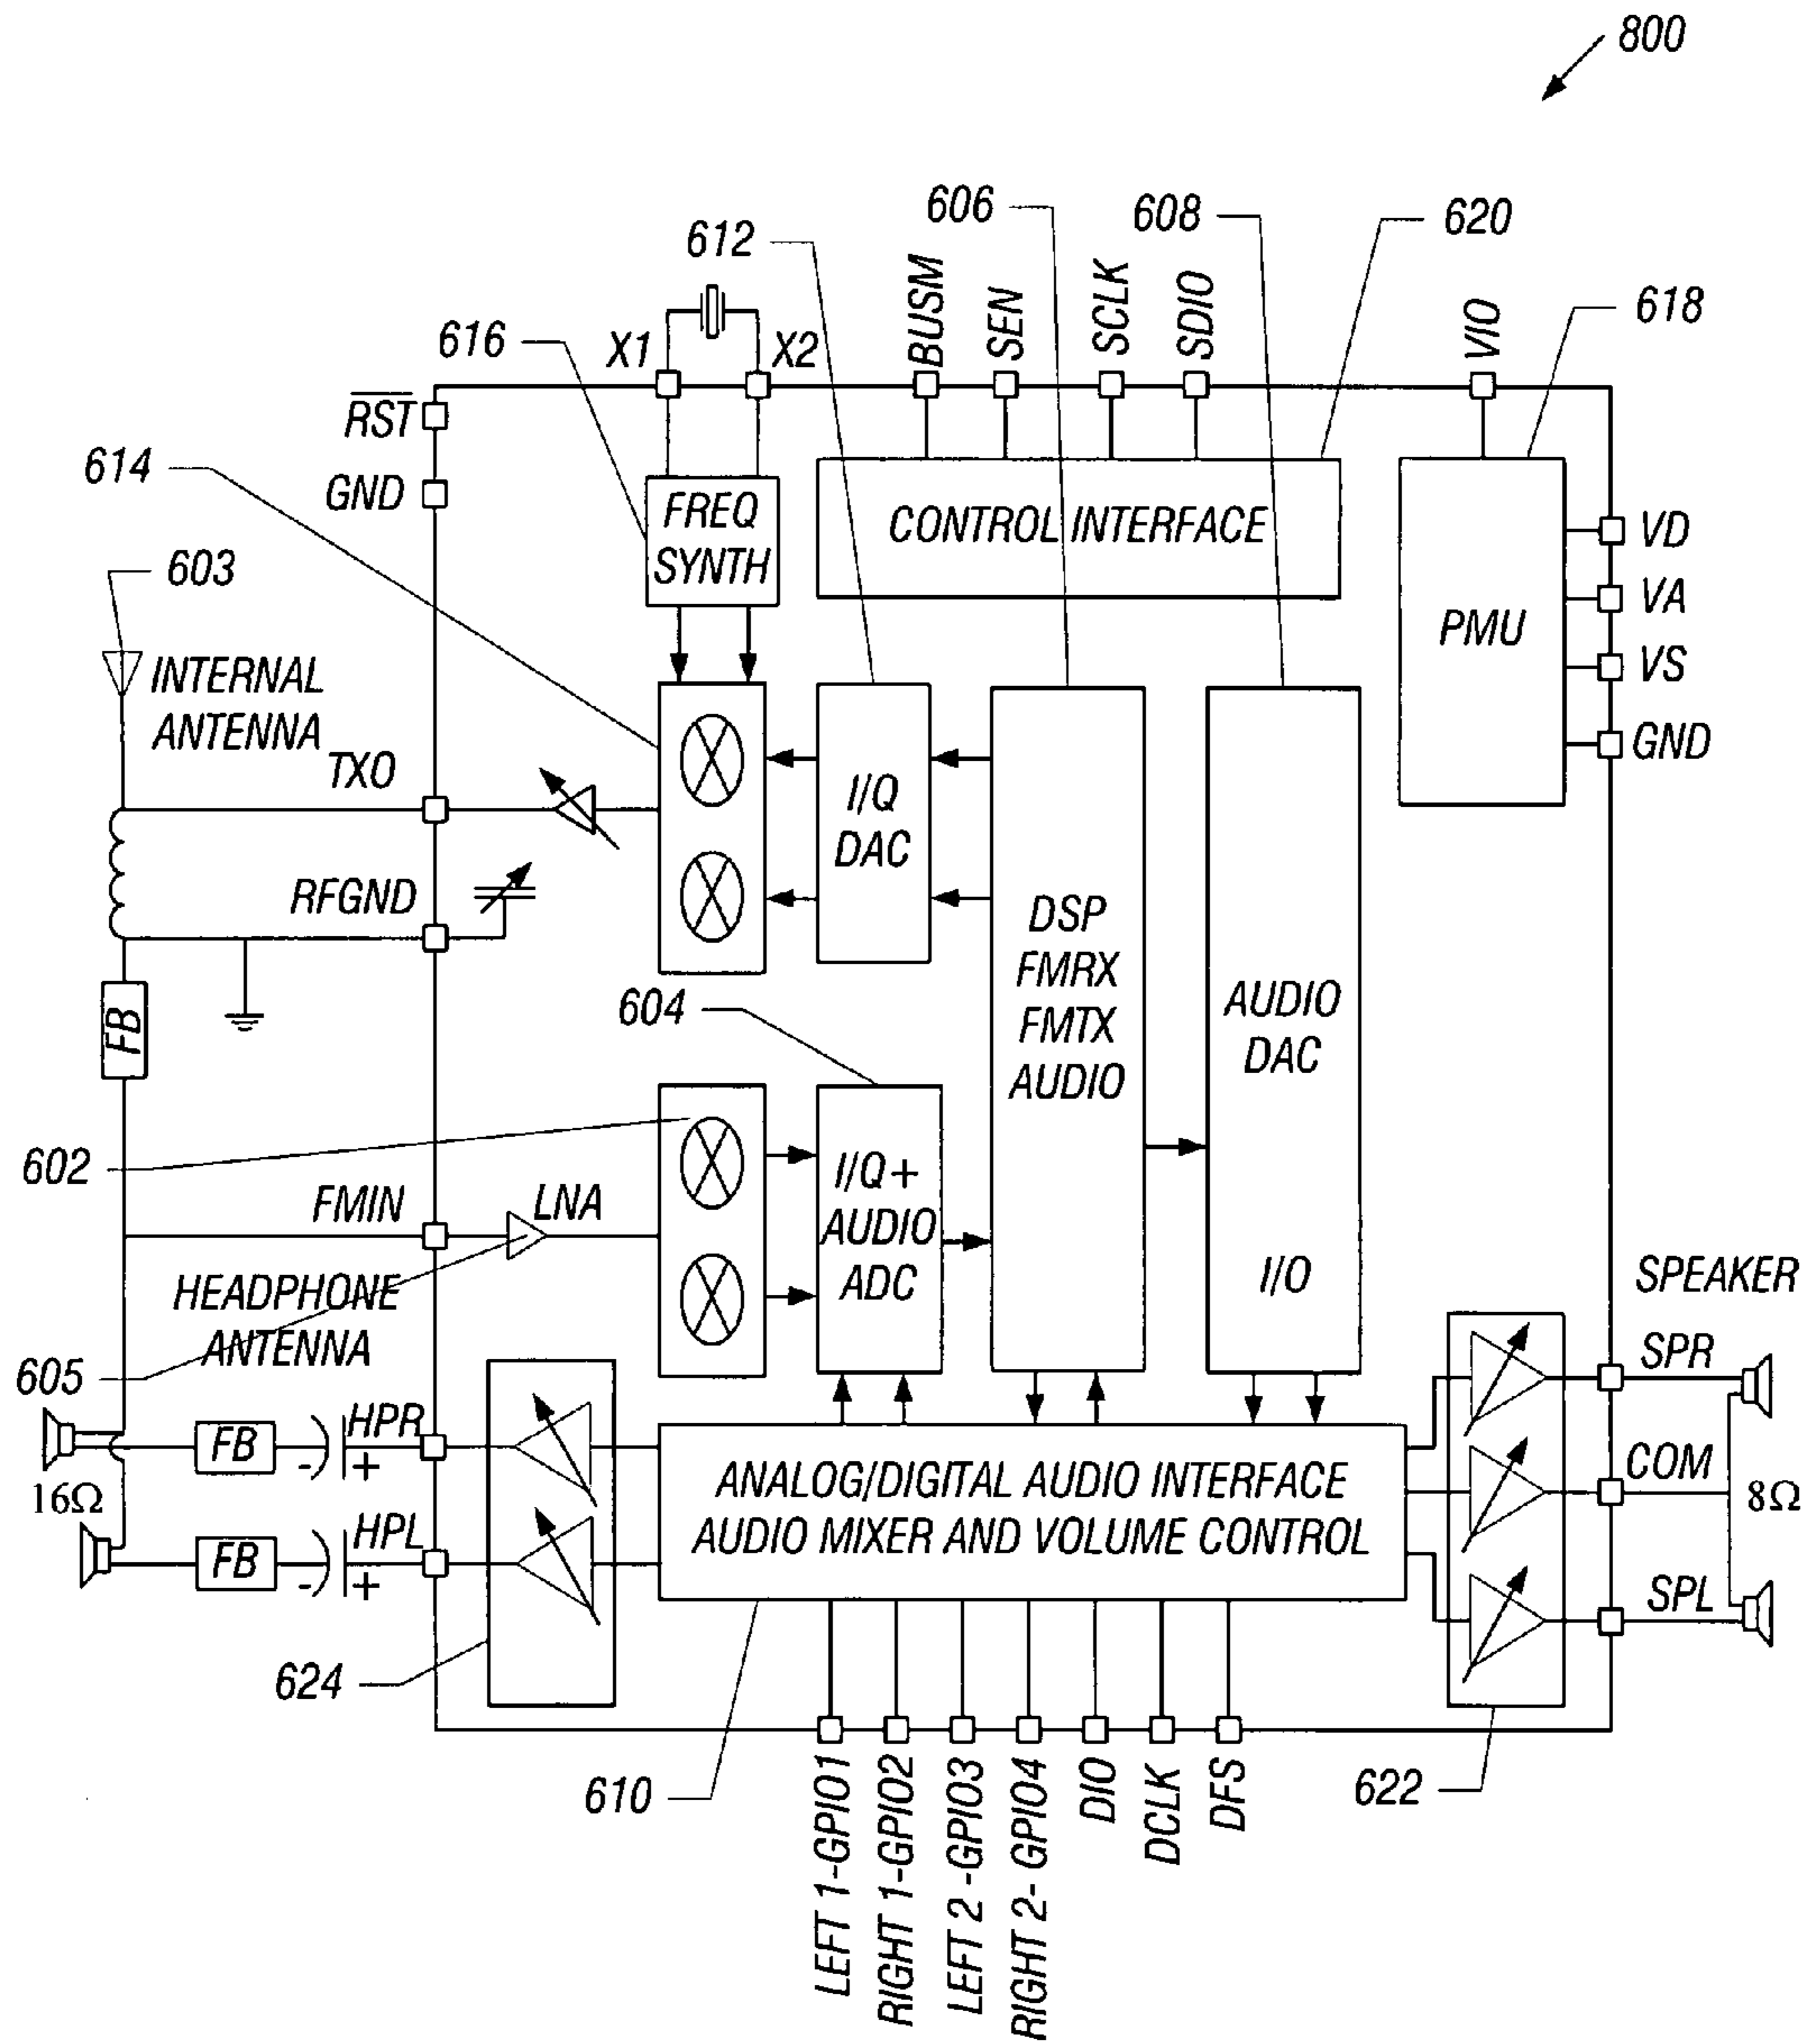 800
606
608
620
612
618
616
X1
X2
BUSM
SEN
SCLK
SDIO
VIO
RST
614
GND
FREQ
SYNTH
CONTROL INTERFACE
PMU
VD
VA
VS
GND
603
INTERNAL
ANTENNA
TXO
I/Q
DAC
RFGND
DSP
FMRX
FMTX
AUDIO
AUDIO
DAC
I/O
FB
604
602
FMIN
LNA
I/Q+
AUDIO
ADC
HEADPHONE
ANTENNA
605
SPEAKER
SPR
HPR
FB
- +
16Ω
COM
8Ω
ANALOG/DIGITAL AUDIO INTERFACE
AUDIO MIXER AND VOLUME CONTROL
HPL
FB
- +
SPL
624
610
622
LEFT 1-GPIO1
RIGHT 1-GPIO2
LEFT 2 -GPIO3
RIGHT 2- GPIO4
DIO
DCLK
DFS